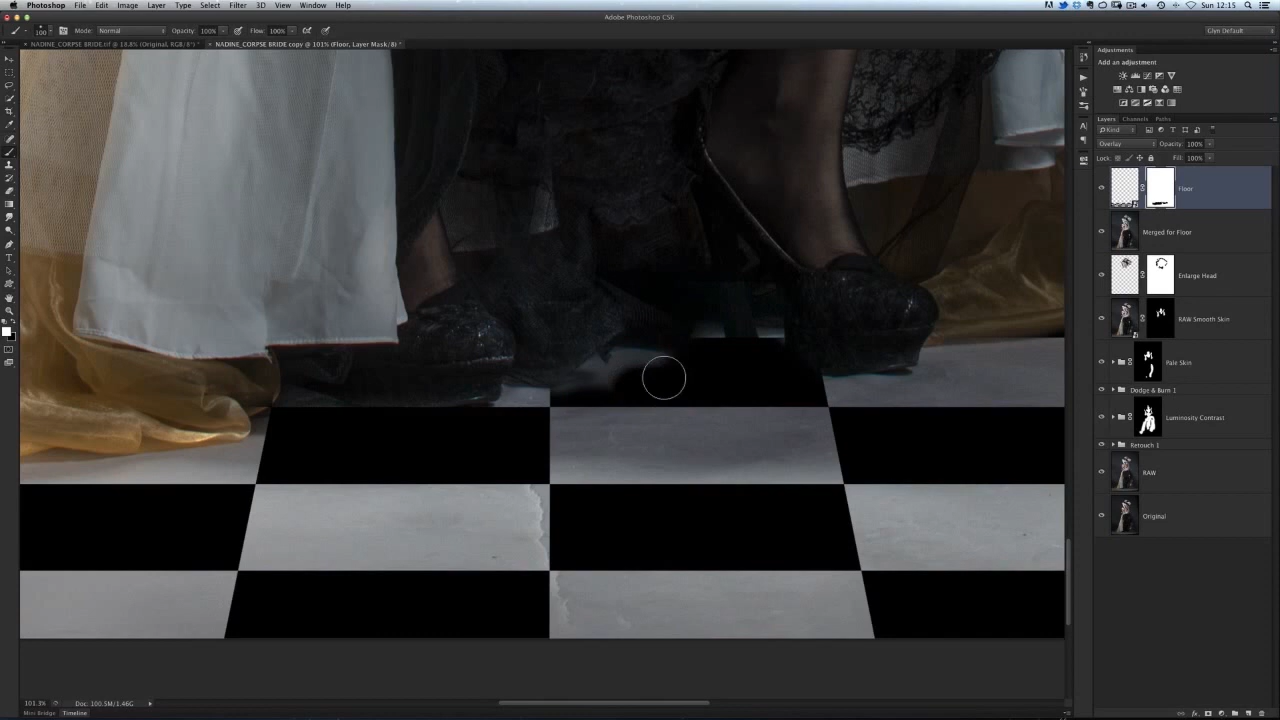 Photoshop File Edit Image Layer Type Select Filter 3D View Window Help
Sun 12:15
Adobe Photoshop CS6
100 Mode: Normal Opacity: 100% Flow: 100% Glyn Default
NADINE_CORPSE BRIDE.tif @ 18.8% (Original, RGB/8*) *
NADINE_CORPSE BRIDE copy @ 101% (Floor, Layer Mask/8) *
Adjustments
Add an adjustment
Layers Channels Paths
Kind
Overlay Opacity: 100%
Lock: Fill: 100%
Floor
Merged for Floor
Enlarge Head
RAW Smooth Skin
Pale Skin
Dodge & Burn 1
Luminosity Contrast
Retouch 1
RAW
Original
101.3% Doc: 100.5M/1.46G
Mini Bridge Timeline